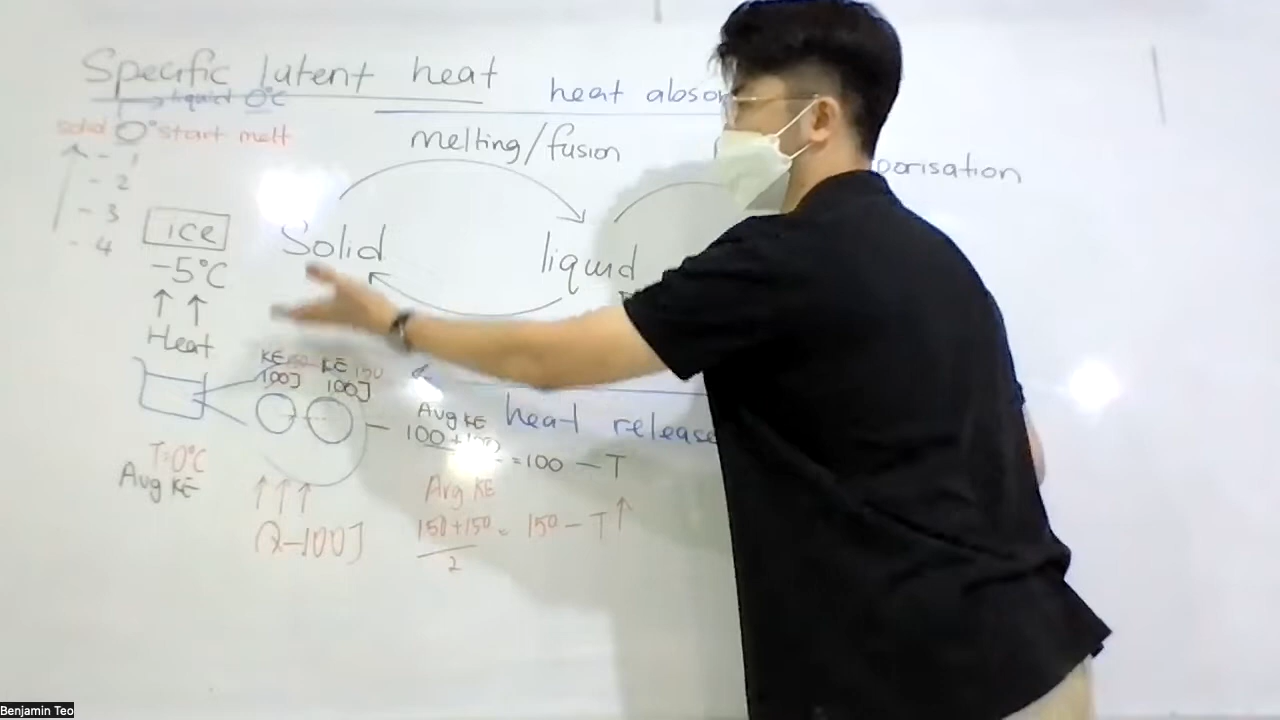 Specific latent heat
heat absor
liquid 0°C
solid 0° start melt
melting/fusion
porisation
- 1
- 2
- 3
- 4
ice
-5°C
Solid
liquid
Heat
KE KE 150
100J 100J
Avg KE
100+100 = 100 - T
heat release
T=0°C
Avg KE
Avg KE
150+150 = 150 - T↑
2
Q-100J
Benjamin Teo